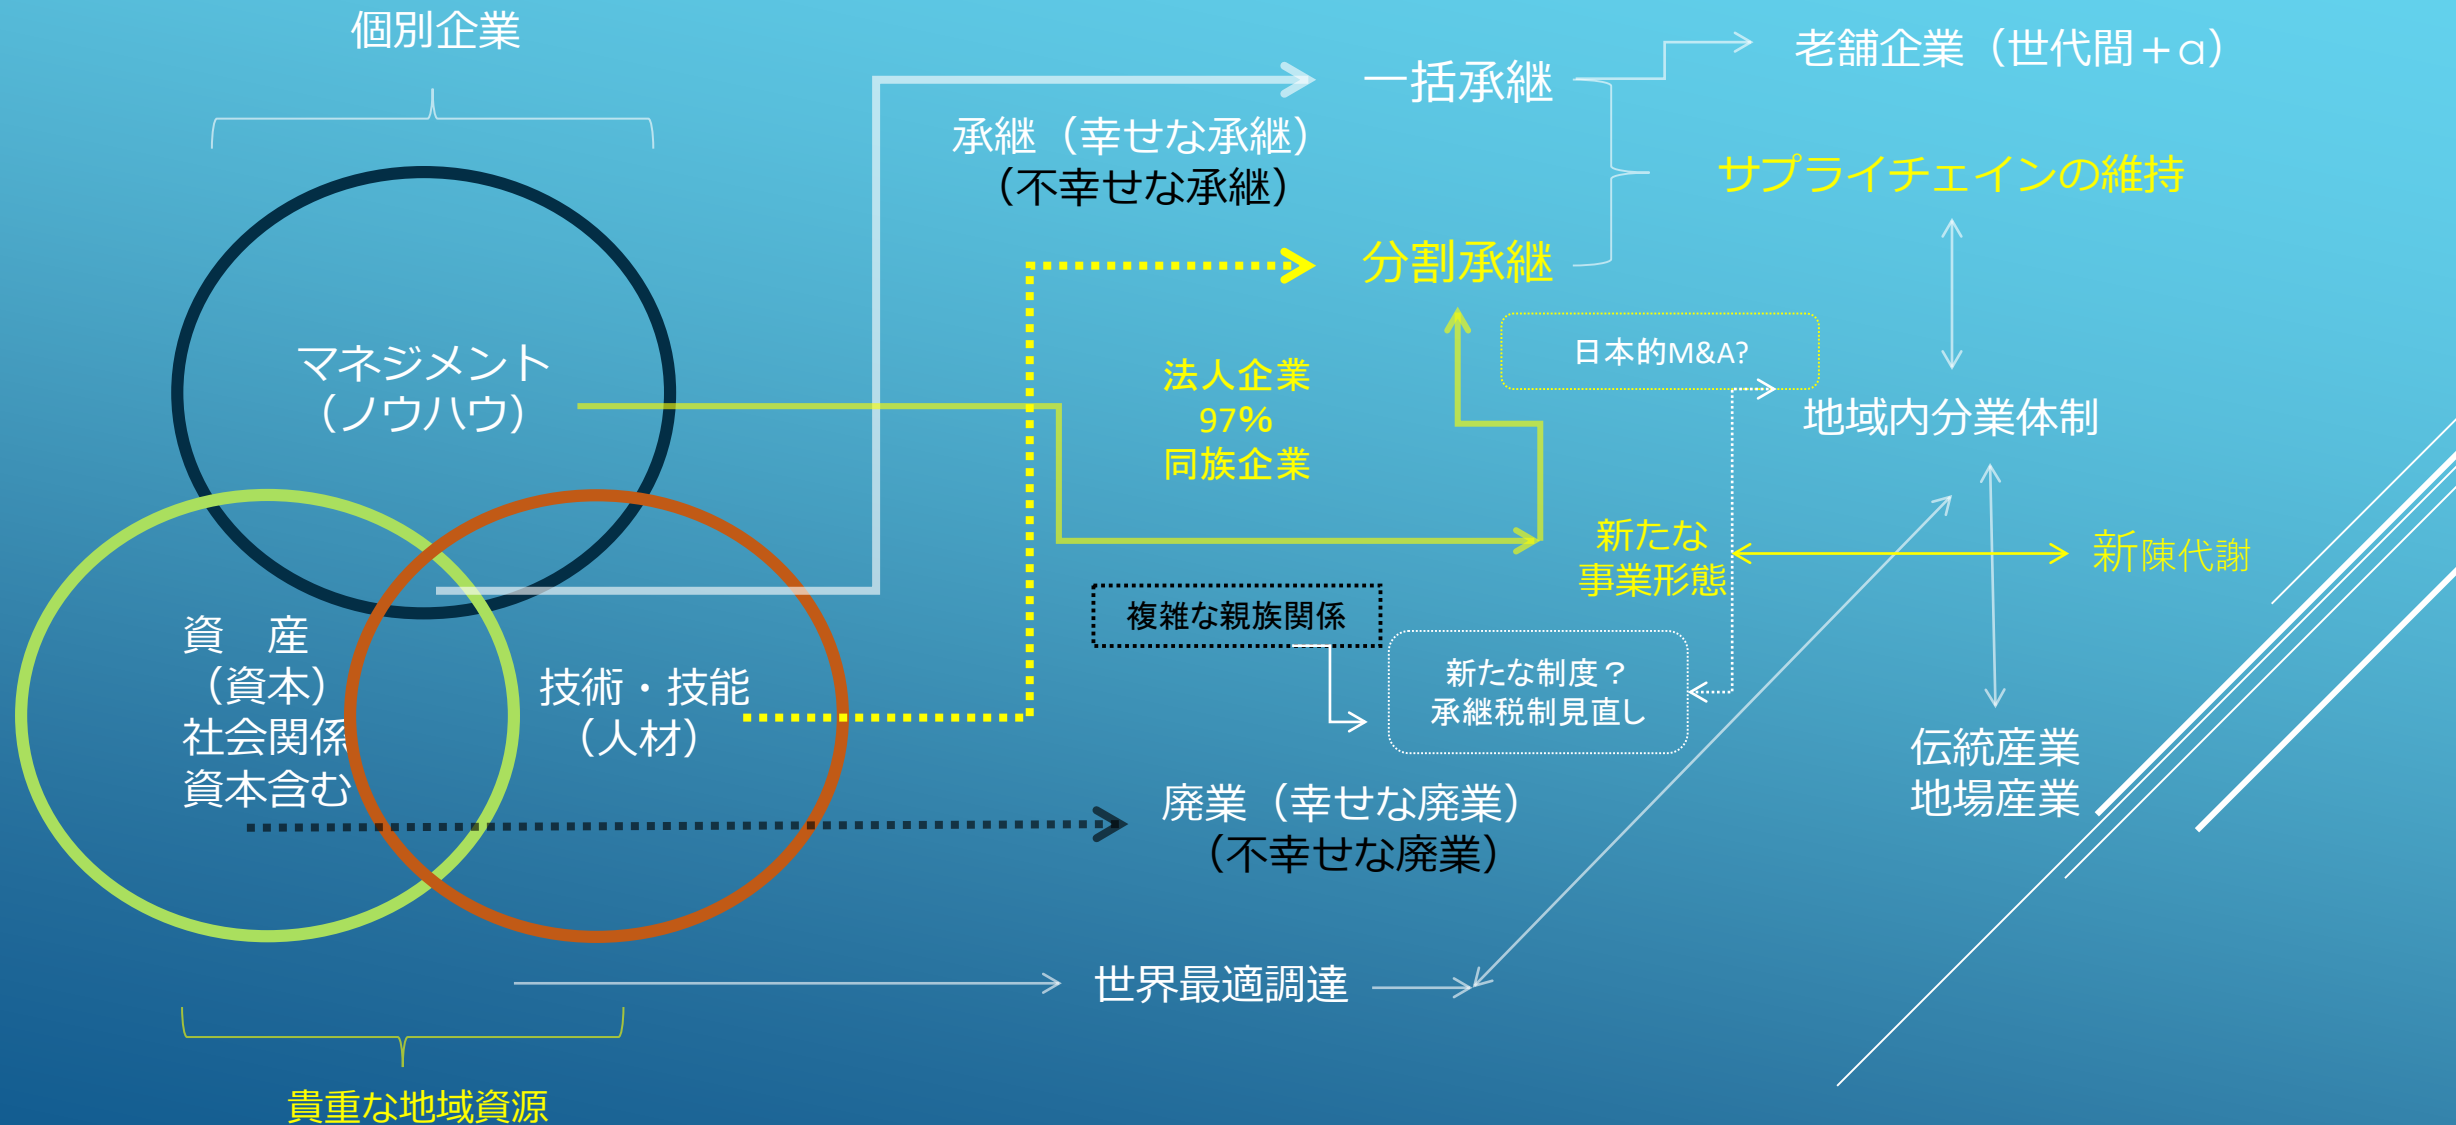 個別企業
マネジメント
（ノウハウ）
資　産
（資本）
社会関係
資本含む
技術・技能
（人材）
貴重な地域資源
承継（幸せな承継）
（不幸せな承継）
一括承継
分割承継
老舗企業（世代間＋α）
サプライチェインの維持
法人企業
97%
同族企業
日本的M&A?
地域内分業体制
新たな
事業形態
新陳代謝
複雑な親族関係
新たな制度？
承継税制見直し
伝統産業
地場産業
廃業（幸せな廃業）
（不幸せな廃業）
世界最適調達